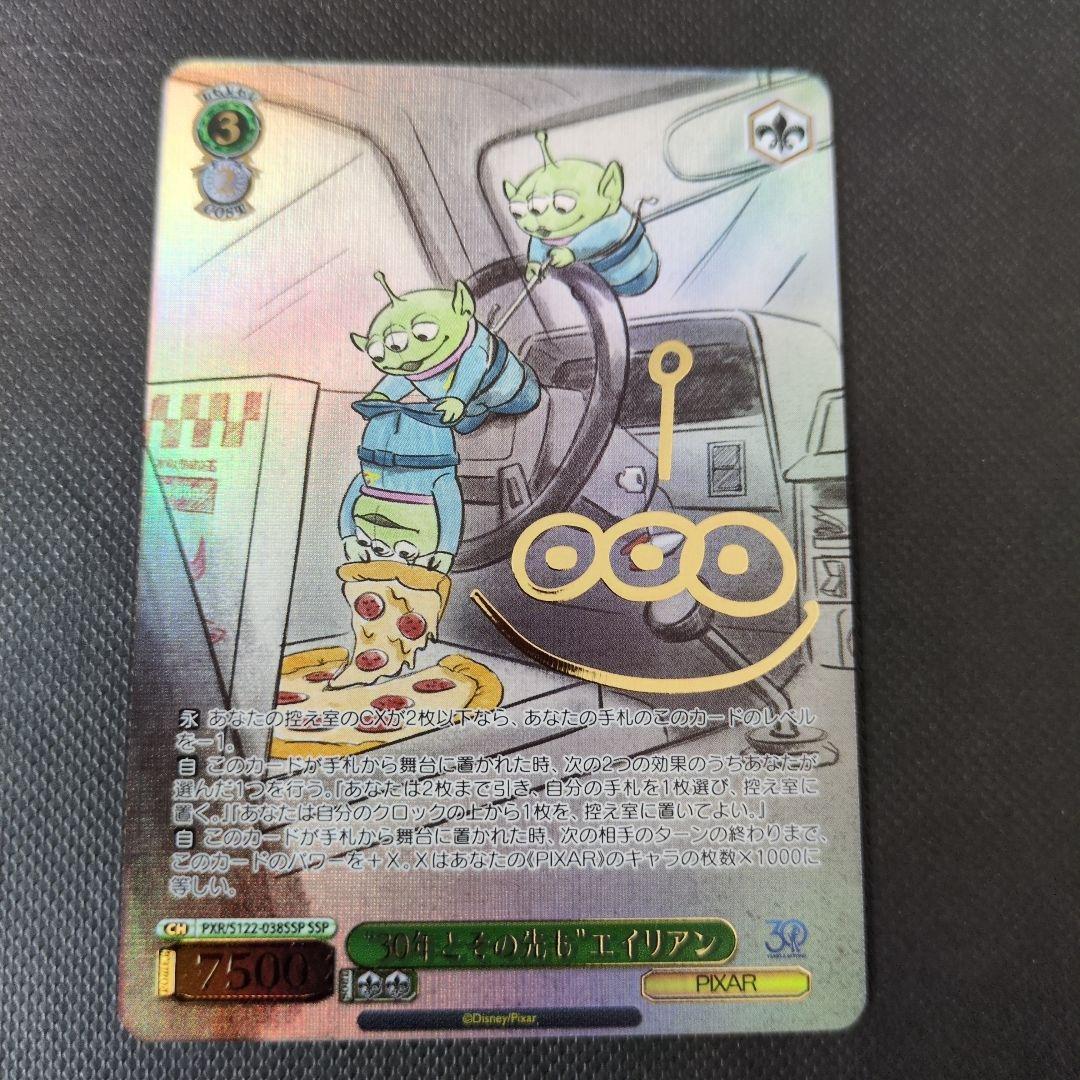 3
2
COST
永 あなたの控え室のCXが2枚以下なら、あなたの手札のこのカードのレベル
を－1。
自 このカードが手札から舞台に置かれた時、次の2つの効果のうちあなたが
選んだ1つを行う。「あなたは2枚まで引き、自分の手札を1枚選び、控え室に
置く。」「あなたは自分のクロックの上から1枚を、控え室に置いてよい。」
自 このカードが手札から舞台に置かれた時、次の相手のターンの終わりまで、
このカードのパワーを＋X。Xはあなたの《PIXAR》のキャラの枚数×1000に
等しい。
CH PXR/S122-038SSP SSP
"30年とその先も"エイリアン
30
7500
PIXAR
©Disney/Pixar